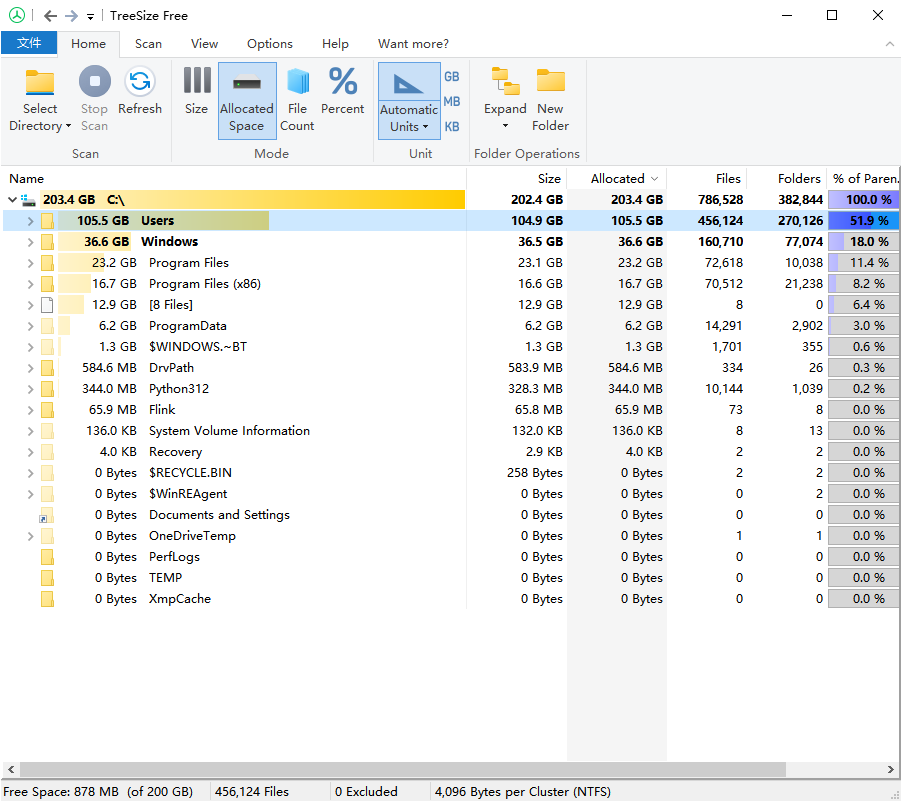 TreeSize Free
文件 Home Scan View Options Help Want more?
Select Directory Stop Scan Refresh Size Allocated Space File Count Percent Automatic Units GB MB KB Expand New Folder
Scan Mode Unit Folder Operations
Name Size Allocated Files Folders % of Paren.
203.4 GB C:\ 202.4 GB 203.4 GB 786,528 382,844 100.0 %
105.5 GB Users 104.9 GB 105.5 GB 456,124 270,126 51.9 %
36.6 GB Windows 36.5 GB 36.6 GB 160,710 77,074 18.0 %
23.2 GB Program Files 23.1 GB 23.2 GB 72,618 10,038 11.4 %
16.7 GB Program Files (x86) 16.6 GB 16.7 GB 70,512 21,238 8.2 %
12.9 GB [8 Files] 12.9 GB 12.9 GB 8 0 6.4 %
6.2 GB ProgramData 6.2 GB 6.2 GB 14,291 2,902 3.0 %
1.3 GB $WINDOWS.~BT 1.3 GB 1.3 GB 1,701 355 0.6 %
584.6 MB DrvPath 583.9 MB 584.6 MB 334 26 0.3 %
344.0 MB Python312 328.3 MB 344.0 MB 10,144 1,039 0.2 %
65.9 MB Flink 65.8 MB 65.9 MB 73 8 0.0 %
136.0 KB System Volume Information 132.0 KB 136.0 KB 8 13 0.0 %
4.0 KB Recovery 2.9 KB 4.0 KB 2 2 0.0 %
0 Bytes $RECYCLE.BIN 258 Bytes 0 Bytes 2 2 0.0 %
0 Bytes $WinREAgent 0 Bytes 0 Bytes 0 2 0.0 %
0 Bytes Documents and Settings 0 Bytes 0 Bytes 0 0 0.0 %
0 Bytes OneDriveTemp 0 Bytes 0 Bytes 1 1 0.0 %
0 Bytes PerfLogs 0 Bytes 0 Bytes 0 0 0.0 %
0 Bytes TEMP 0 Bytes 0 Bytes 0 0 0.0 %
0 Bytes XmpCache 0 Bytes 0 Bytes 0 0 0.0 %
Free Space: 878 MB (of 200 GB) 456,124 Files 0 Excluded 4,096 Bytes per Cluster (NTFS)